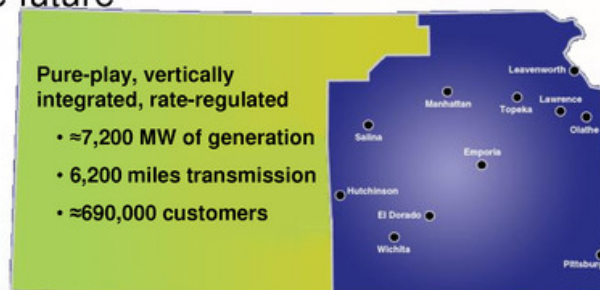 future
Pure-play, vertically
integrated, rate-regulated
• ≈7,200 MW of generation
• 6,200 miles transmission
• ≈690,000 customers
Leavenworth
Manhattan
Topeka
Lawrence
Olathe
Salina
Emporia
Hutchinson
El Dorado
Wichita